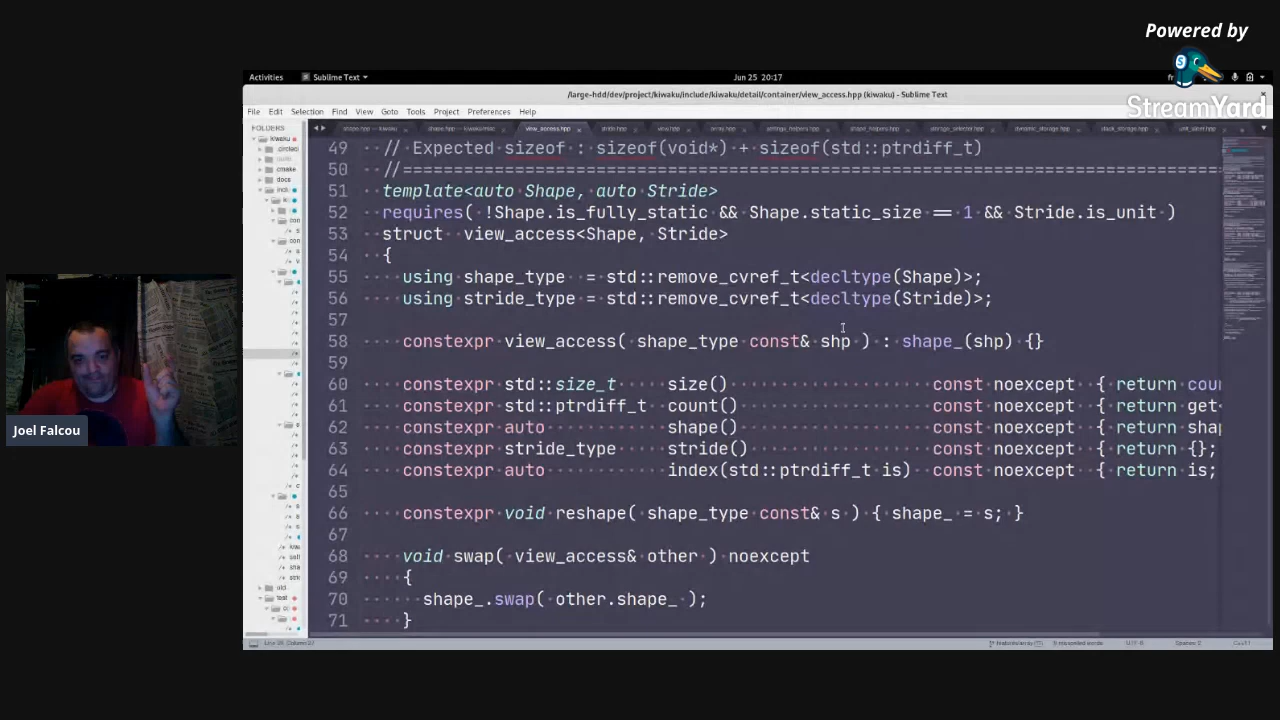 Powered by
StreamYard
Activities Sublime Text Jun 25 20:17 fr
/large-hdd/dev/project/kiwaku/include/kiwaku/detail/container/view_access.hpp (kiwaku) - Sublime Text
File Edit Selection Find View Goto Tools Project Preferences Help
FOLDERS
view_access.hpp
49 // Expected sizeof : sizeof(void*) + sizeof(std::ptrdiff_t)
50 //====================================================================================
51 template<auto Shape, auto Stride>
52 requires( !Shape.is_fully_static && Shape.static_size == 1 && Stride.is_unit )
53 struct view_access<Shape, Stride>
54 {
55 using shape_type = std::remove_cvref_t<decltype(Shape)>;
56 using stride_type = std::remove_cvref_t<decltype(Stride)>;
57
58 constexpr view_access( shape_type const& shp ) : shape_(shp) {}
59
60 constexpr std::size_t size() const noexcept { return coun
61 constexpr std::ptrdiff_t count() const noexcept { return get
62 constexpr auto shape() const noexcept { return shap
63 constexpr stride_type stride() const noexcept { return {};
64 constexpr auto index(std::ptrdiff_t is) const noexcept { return is;
65
66 constexpr void reshape( shape_type const& s ) { shape_ = s; }
67
68 void swap( view_access& other ) noexcept
69 {
70 shape_.swap( other.shape_ );
71 }
Joel Falcou